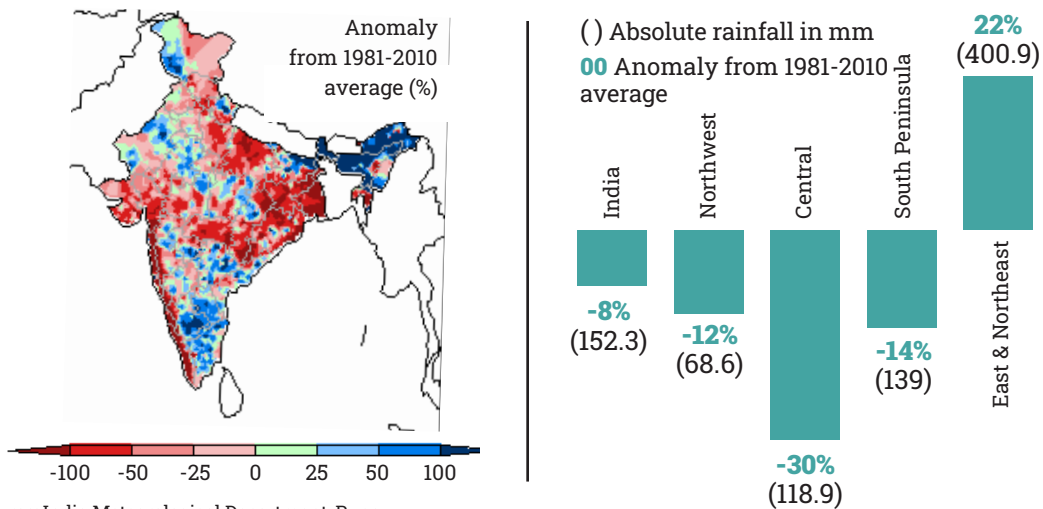 Anomaly
from 1981-2010
average (%)
-100 -50 -25 0 25 50 100
( ) Absolute rainfall in mm
00 Anomaly from 1981-2010
average
India
-8%
(152.3)
Northwest
-12%
(68.6)
Central
-30%
(118.9)
South Peninsula
-14%
(139)
22%
(400.9)
East & Northeast